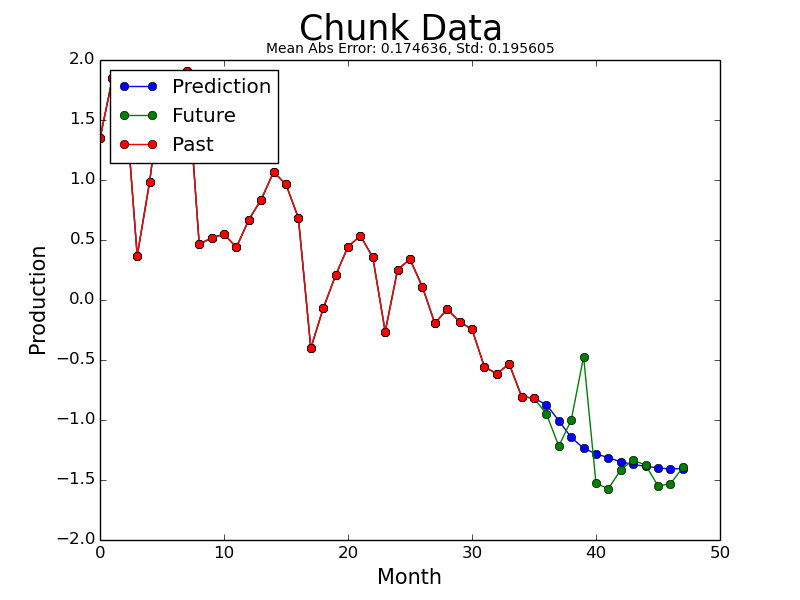 Chunk Data
Mean Abs Error: 0.174636, Std: 0.195605
2.0
1.5
1.0
0.5
0.0
−0.5
−1.0
−1.5
−2.0
Production
Prediction
Future
Past
0 10 20 30 40 50
Month